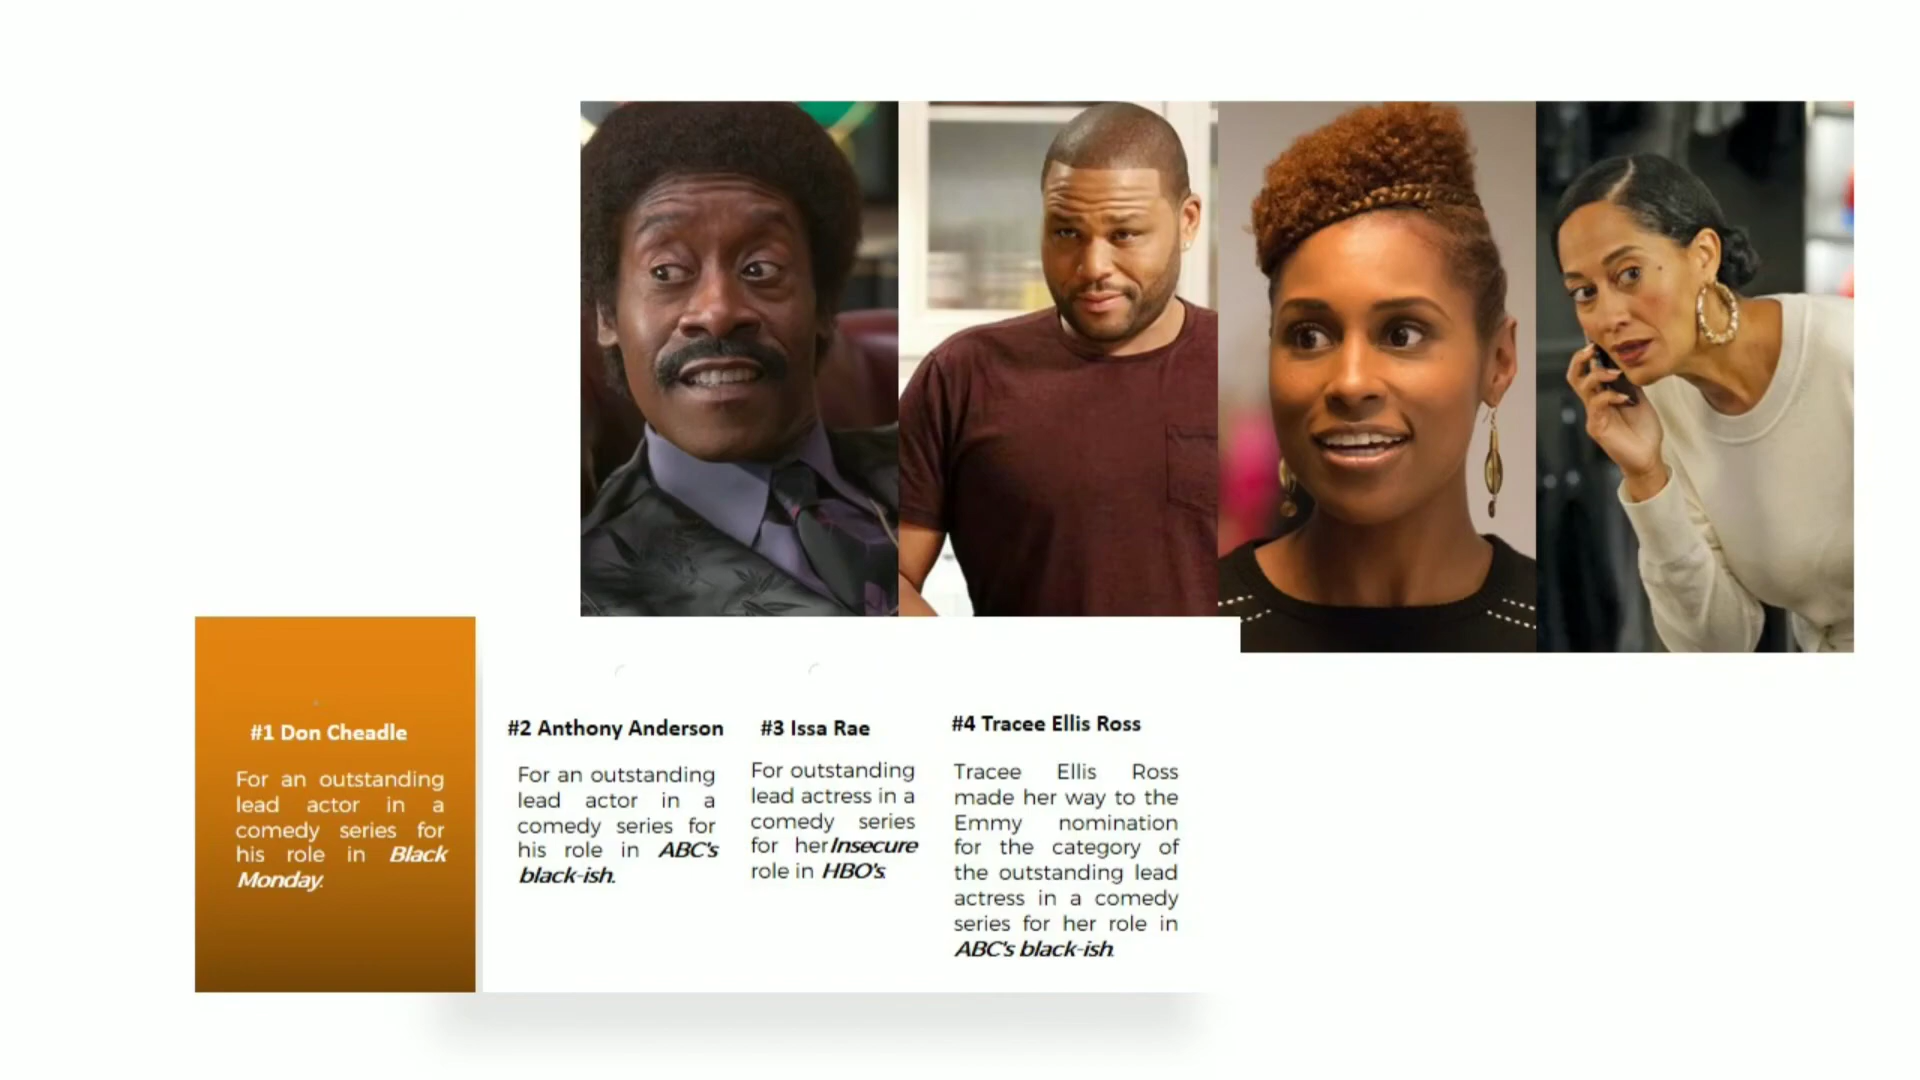 #1 Don Cheadle
For an outstanding
lead actor in a
comedy series for
his role in Black
Monday.
#2 Anthony Anderson
For an outstanding
lead actor in a
comedy series for
his role in ABC's
black-ish.
#3 Issa Rae
For outstanding
lead actress in a
comedy series
for her Insecure
role in HBO's.
#4 Tracee Ellis Ross
Tracee Ellis Ross
made her way to the
Emmy nomination
for the category of
the outstanding lead
actress in a comedy
series for her role in
ABC's black-ish.